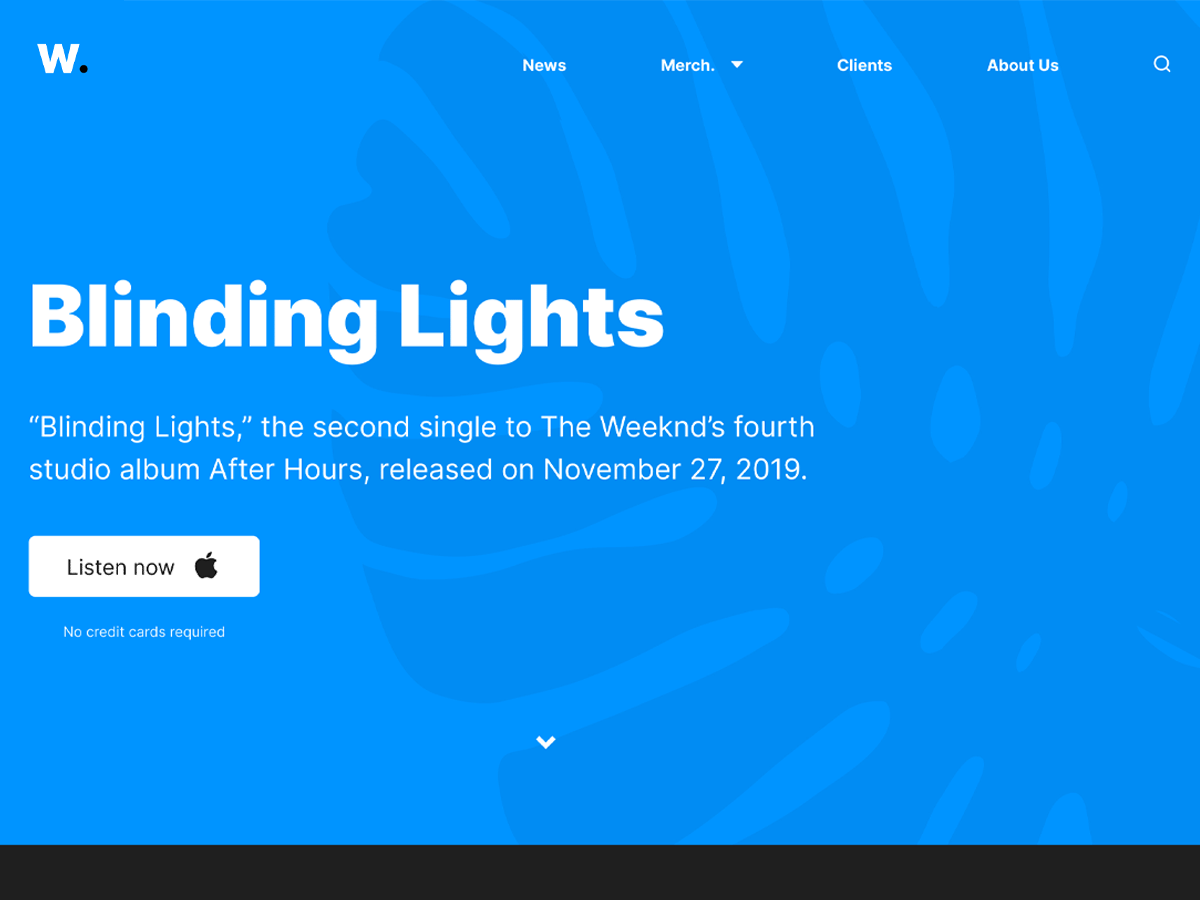 W.
News
Merch.
Clients
About Us
Blinding Lights
“Blinding Lights,” the second single to The Weeknd’s fourth
studio album After Hours, released on November 27, 2019.
Listen now
No credit cards required